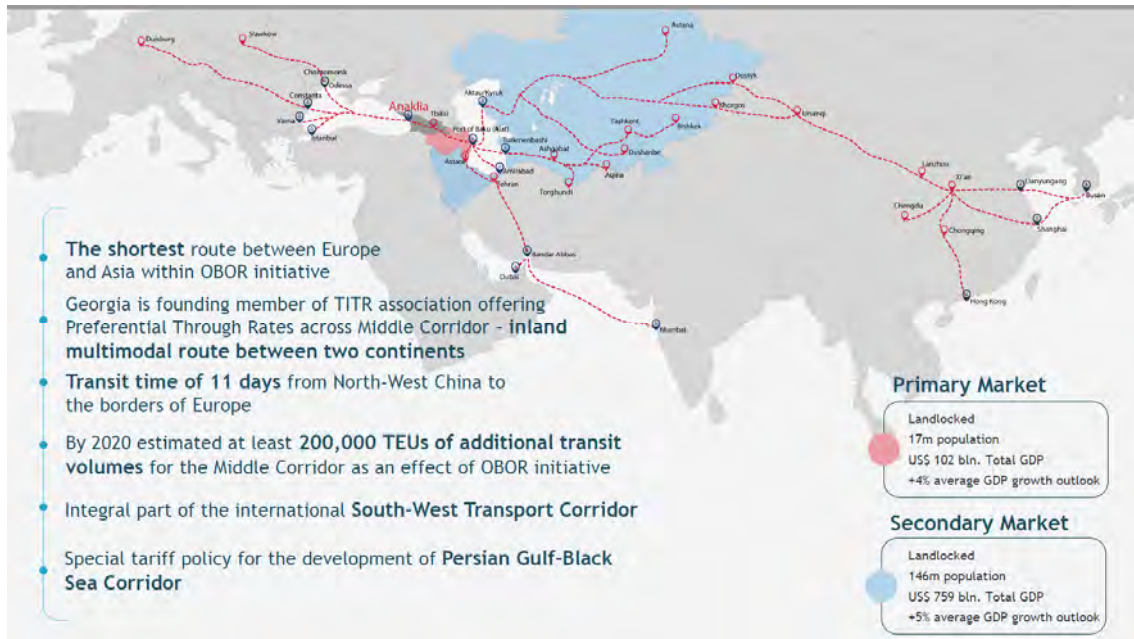 Duisburg
Slawkow
Astana
Chornomorsk
Odessa
Constanta
Varna
Istanbul
Anaklia
Tbilisi
Aktau/Kyruk
Port of Baku (Alat)
Turkmenbashi
Astara
Amirabad
Tehran
Ashgabat
Tashkent
Bishkek
Dushanbe
Aqina
Torghundi
Dostyk
Khorgos
Urumqi
Lanzhou
Xi'an
Lianyungang
Busan
Chengdu
Chongqing
Shanghai
Hong Kong
Bandar Abbas
Dubai
Mumbai
The shortest route between Europe
and Asia within OBOR initiative
Georgia is founding member of TITR association offering
Preferential Through Rates across Middle Corridor - inland
multimodal route between two continents
Transit time of 11 days from North-West China to
the borders of Europe
By 2020 estimated at least 200,000 TEUs of additional transit
volumes for the Middle Corridor as an effect of OBOR initiative
Integral part of the international South-West Transport Corridor
Special tariff policy for the development of Persian Gulf-Black
Sea Corridor
Primary Market
Landlocked
17m population
US$ 102 bln. Total GDP
+4% average GDP growth outlook
Secondary Market
Landlocked
146m population
US$ 759 bln. Total GDP
+5% average GDP growth outlook